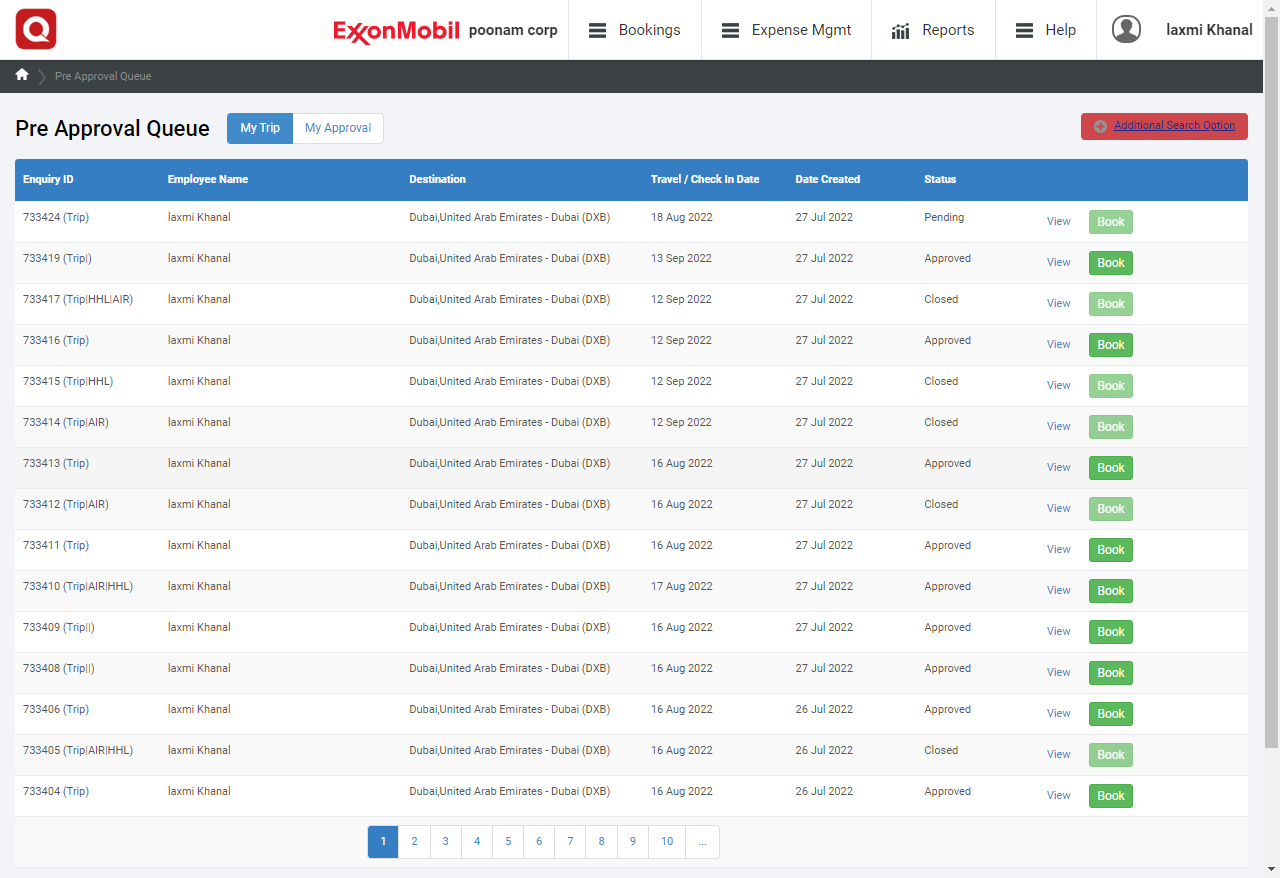 Q ExxonMobil poonam corp Bookings Expense Mgmt Reports Help laxmi Khanal
Pre Approval Queue
Pre Approval Queue My Trip My Approval Additional Search Option
Enquiry ID Employee Name Destination Travel / Check In Date Date Created Status
733424 (Trip) laxmi Khanal Dubai,United Arab Emirates - Dubai (DXB) 18 Aug 2022 27 Jul 2022 Pending View Book
733419 (Trip|) laxmi Khanal Dubai,United Arab Emirates - Dubai (DXB) 13 Sep 2022 27 Jul 2022 Approved View Book
733417 (Trip|HHL|AIR) laxmi Khanal Dubai,United Arab Emirates - Dubai (DXB) 12 Sep 2022 27 Jul 2022 Closed View Book
733416 (Trip) laxmi Khanal Dubai,United Arab Emirates - Dubai (DXB) 12 Sep 2022 27 Jul 2022 Approved View Book
733415 (Trip|HHL) laxmi Khanal Dubai,United Arab Emirates - Dubai (DXB) 12 Sep 2022 27 Jul 2022 Closed View Book
733414 (Trip|AIR) laxmi Khanal Dubai,United Arab Emirates - Dubai (DXB) 12 Sep 2022 27 Jul 2022 Closed View Book
733413 (Trip) laxmi Khanal Dubai,United Arab Emirates - Dubai (DXB) 16 Aug 2022 27 Jul 2022 Approved View Book
733412 (Trip|AIR) laxmi Khanal Dubai,United Arab Emirates - Dubai (DXB) 16 Aug 2022 27 Jul 2022 Closed View Book
733411 (Trip) laxmi Khanal Dubai,United Arab Emirates - Dubai (DXB) 16 Aug 2022 27 Jul 2022 Approved View Book
733410 (Trip|AIR|HHL) laxmi Khanal Dubai,United Arab Emirates - Dubai (DXB) 17 Aug 2022 27 Jul 2022 Approved View Book
733409 (Trip||) laxmi Khanal Dubai,United Arab Emirates - Dubai (DXB) 16 Aug 2022 27 Jul 2022 Approved View Book
733408 (Trip||) laxmi Khanal Dubai,United Arab Emirates - Dubai (DXB) 16 Aug 2022 27 Jul 2022 Approved View Book
733406 (Trip) laxmi Khanal Dubai,United Arab Emirates - Dubai (DXB) 16 Aug 2022 26 Jul 2022 Approved View Book
733405 (Trip|AIR|HHL) laxmi Khanal Dubai,United Arab Emirates - Dubai (DXB) 16 Aug 2022 26 Jul 2022 Closed View Book
733404 (Trip) laxmi Khanal Dubai,United Arab Emirates - Dubai (DXB) 16 Aug 2022 26 Jul 2022 Approved View Book
1 2 3 4 5 6 7 8 9 10 ...